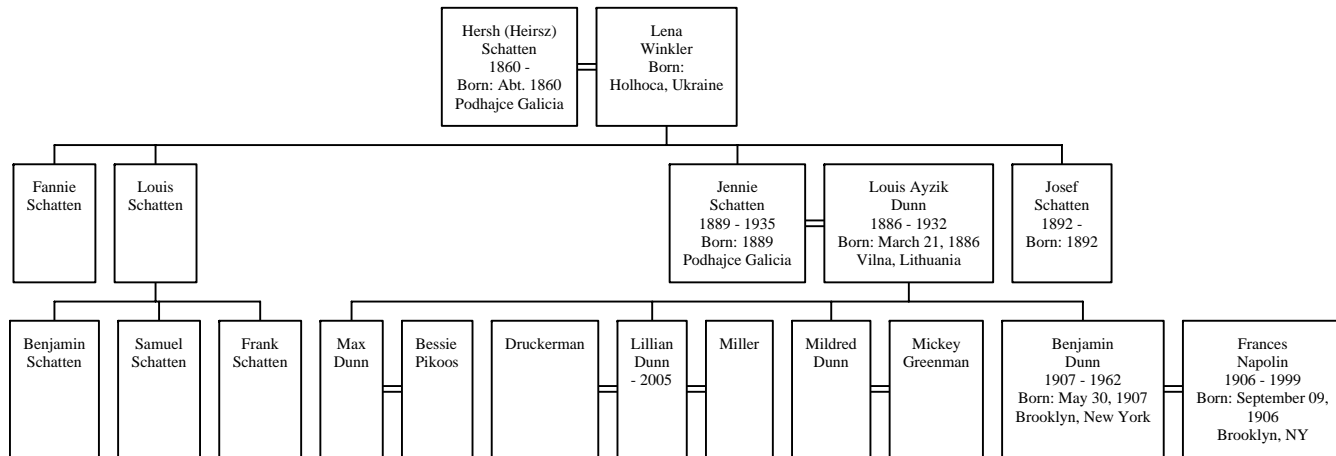 Hersh (Heirsz)
Schatten
1860 -
Born: Abt. 1860
Podhajce Galicia
Lena
Winkler
Born:
Holhoca, Ukraine
Fannie
Schatten
Louis
Schatten
Jennie
Schatten
1889 - 1935
Born: 1889
Podhajce Galicia
Louis Ayzik
Dunn
1886 - 1932
Born: March 21, 1886
Vilna, Lithuania
Josef
Schatten
1892 -
Born: 1892
Benjamin
Schatten
Samuel
Schatten
Frank
Schatten
Max
Dunn
Bessie
Pikoos
Druckerman
Lillian
Dunn
- 2005
Miller
Mildred
Dunn
Mickey
Greenman
Benjamin
Dunn
1907 - 1962
Born: May 30, 1907
Brooklyn, New York
Frances
Napolin
1906 - 1999
Born: September 09,
1906
Brooklyn, NY